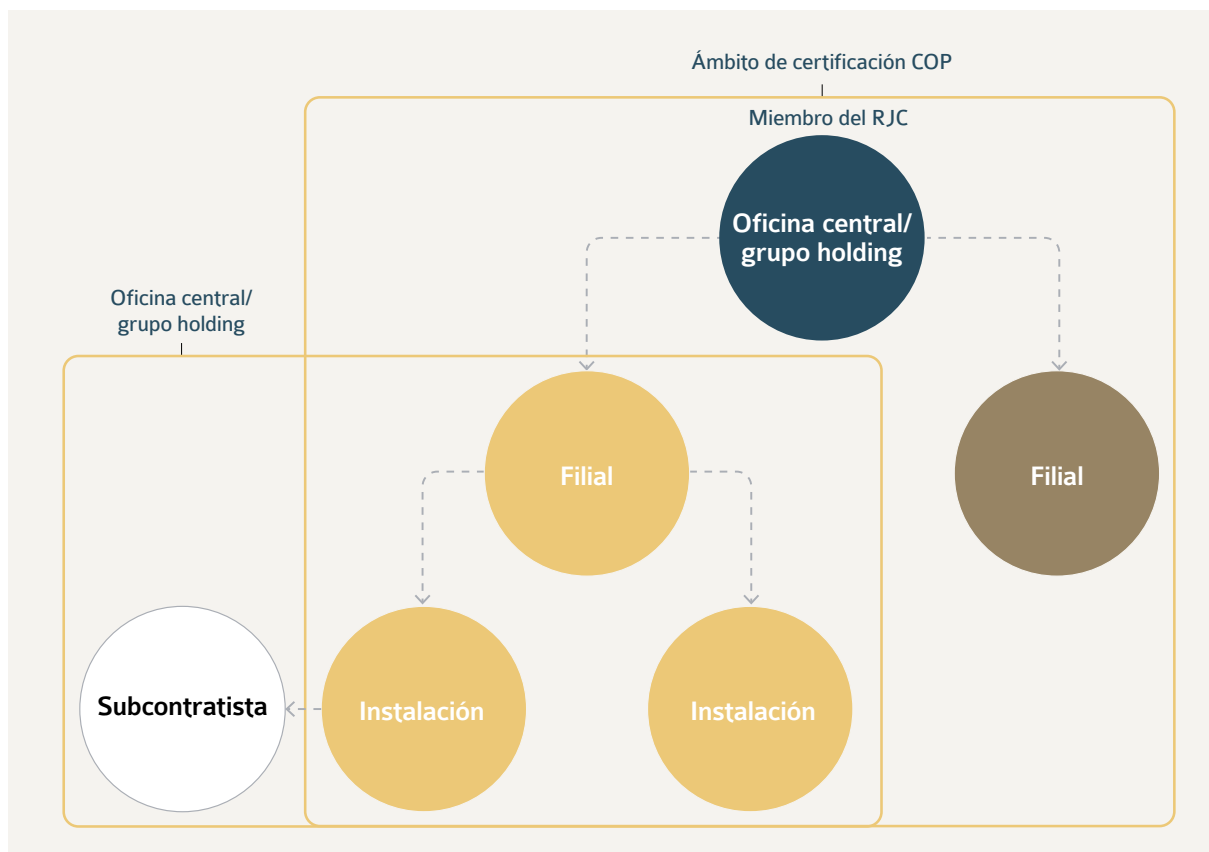 Ámbito de certificación COP
Miembro del RJC
Oficina central/
grupo holding
Oficina central/
grupo holding
Filial
Filial
Subcontratista
Instalación
Instalación